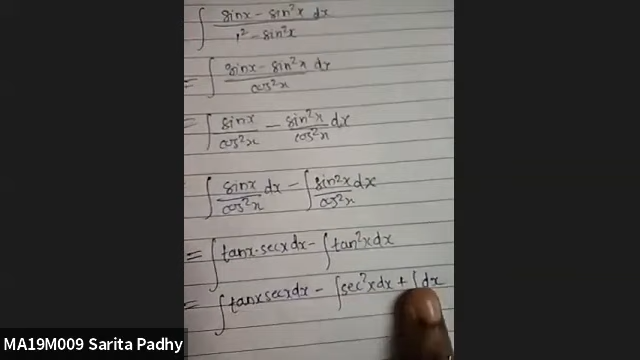 ∫ (sinx - sin²x)/(1² - sin²x) dx
= ∫ (sinx - sin²x)/(cos²x) dx
= ∫ sinx/cos²x - sin²x/cos²x dx
∫ sinx/cos²x dx - ∫ sin²x/cos²x dx
= ∫ tanx·secx dx - ∫ tan²x dx
= ∫ tanx secx dx - ∫ sec²x dx + ∫ dx
MA19M009 Sarita Padhy